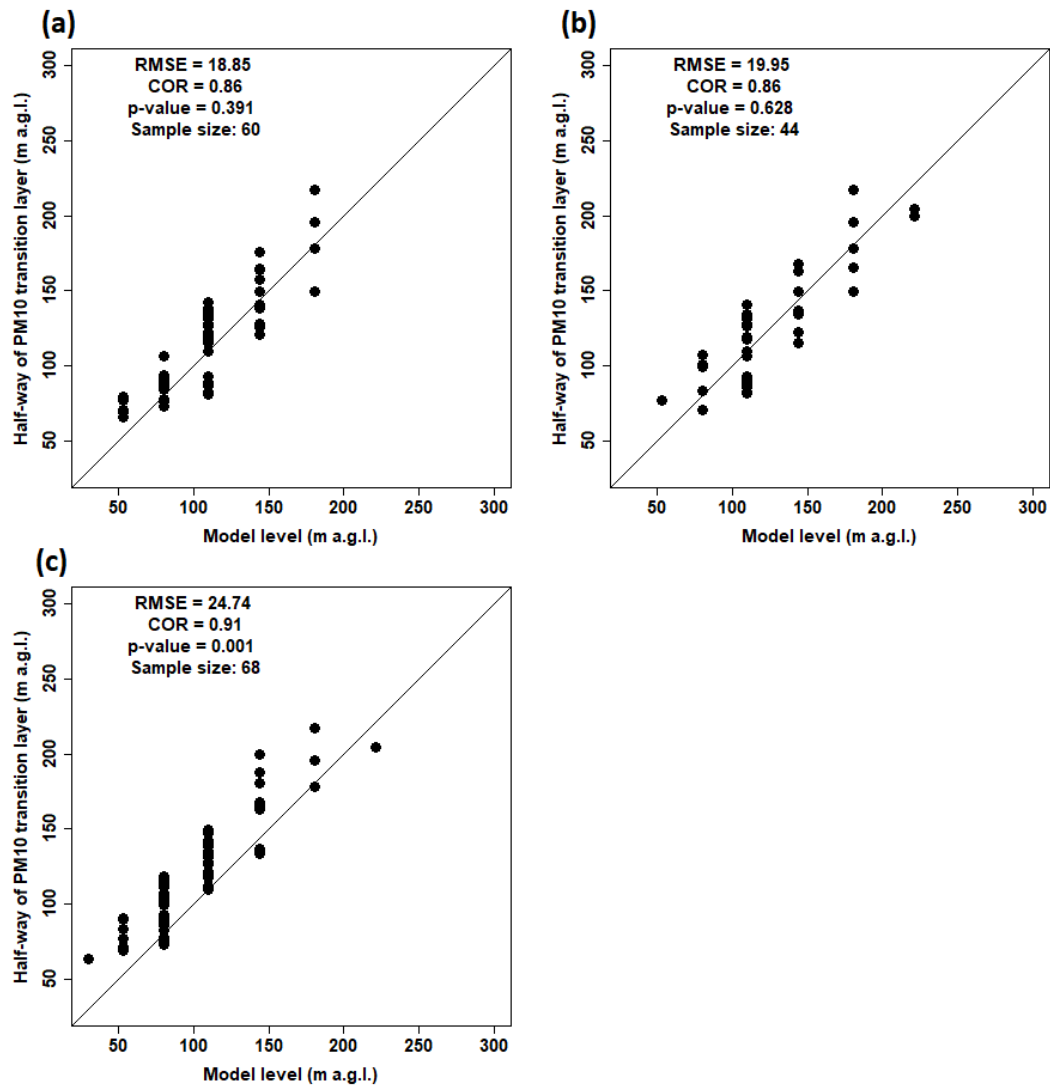 (a)
RMSE = 18.85
COR = 0.86
p-value = 0.391
Sample size: 60
Half-way of PM10 transition layer (m a.g.l.)
300
250
200
150
100
50
50 100 150 200 250 300
Model level (m a.g.l.)
(b)
RMSE = 19.95
COR = 0.86
p-value = 0.628
Sample size: 44
Half-way of PM10 transition layer (m a.g.l.)
300
250
200
150
100
50
50 100 150 200 250 300
Model level (m a.g.l.)
(c)
RMSE = 24.74
COR = 0.91
p-value = 0.001
Sample size: 68
Half-way of PM10 transition layer (m a.g.l.)
300
250
200
150
100
50
50 100 150 200 250 300
Model level (m a.g.l.)